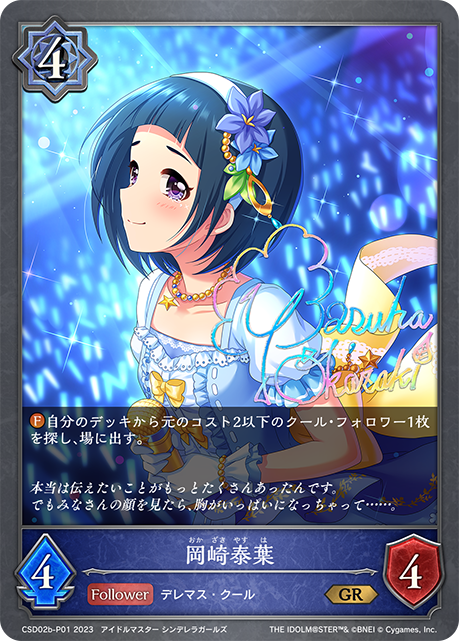 4
Yasuha
Okazaki
F 自分のデッキから元のコスト2以下のクール・フォロワー1枚
を探し、場に出す。
本当は伝えたいことがもっとたくさんあったんです。
でもみなさんの顔を見たら、胸がいっぱいになっちゃって……。
おかざきやすは
岡崎泰葉
4
Follower
デレマス・クール
GR
4
CSD02b-P01 2023 アイドルマスター シンデレラガールズ
THE IDOLM@STER™& ©BNEI © Cygames, Inc.